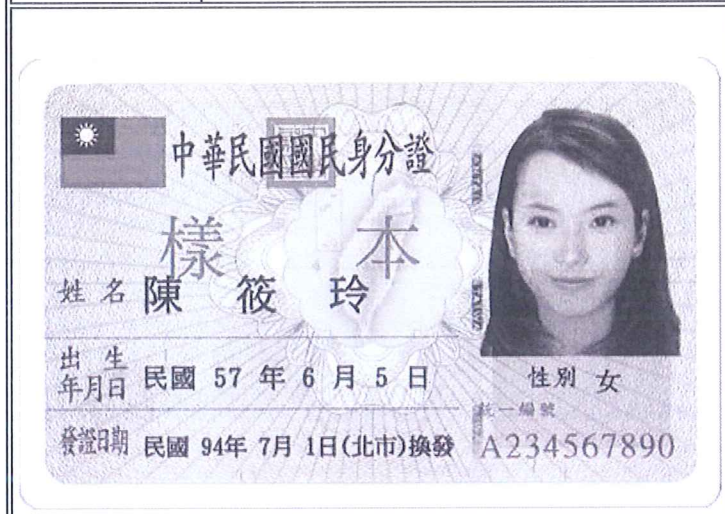 中華民國國民身分證
樣本
姓名 陳筱玲
出生年月日 民國 57 年 6 月 5 日
性別 女
發證日期 民國 94年 7月 1日(北市)換發
統一編號
A234567890